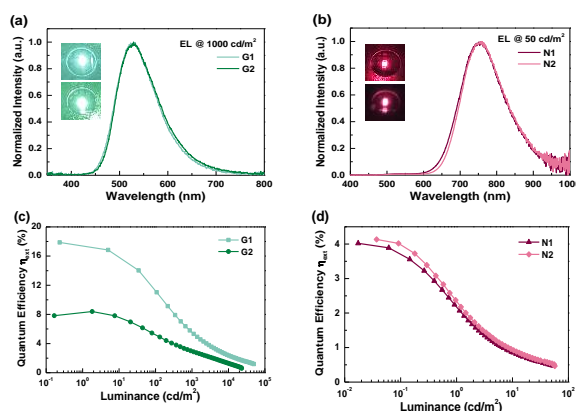 (a)
EL @ 1000 cd/m²
G1
G2
Normalized Intensity (a.u.)
1.0
0.8
0.6
0.4
0.2
0.0
400 500 600 700 800
Wavelength (nm)
(b)
EL @ 50 cd/m²
N1
N2
Normalized Intensity (a.u.)
1.0
0.8
0.6
0.4
0.2
0.0
400 500 600 700 800 900 100
Wavelength (nm)
(c)
G1
G2
Quantum Efficiency ηext (%)
18
12
8
4
0
10⁻¹ 10⁰ 10¹ 10² 10³ 10⁴ 10⁵
Luminance (cd/m²)
(d)
N1
N2
Quantum Efficiency ηext (%)
4
3
2
1
0
10⁻² 10⁻¹ 10⁰ 10¹ 10²
Luminance (cd/m²)